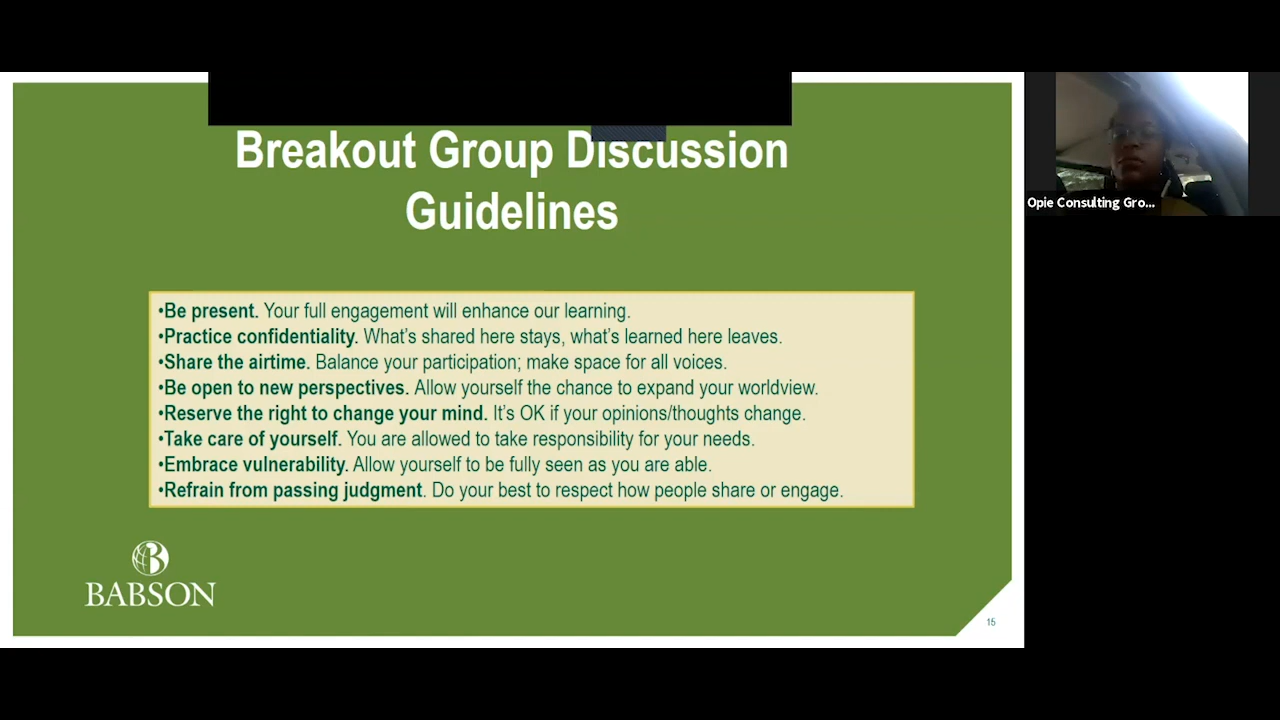 Breakout Group Discussion
Guidelines
•Be present. Your full engagement will enhance our learning.
•Practice confidentiality. What's shared here stays, what's learned here leaves.
•Share the airtime. Balance your participation; make space for all voices.
•Be open to new perspectives. Allow yourself the chance to expand your worldview.
•Reserve the right to change your mind. It's OK if your opinions/thoughts change.
•Take care of yourself. You are allowed to take responsibility for your needs.
•Embrace vulnerability. Allow yourself to be fully seen as you are able.
•Refrain from passing judgment. Do your best to respect how people share or engage.
BABSON
15
Opie Consulting Gro...